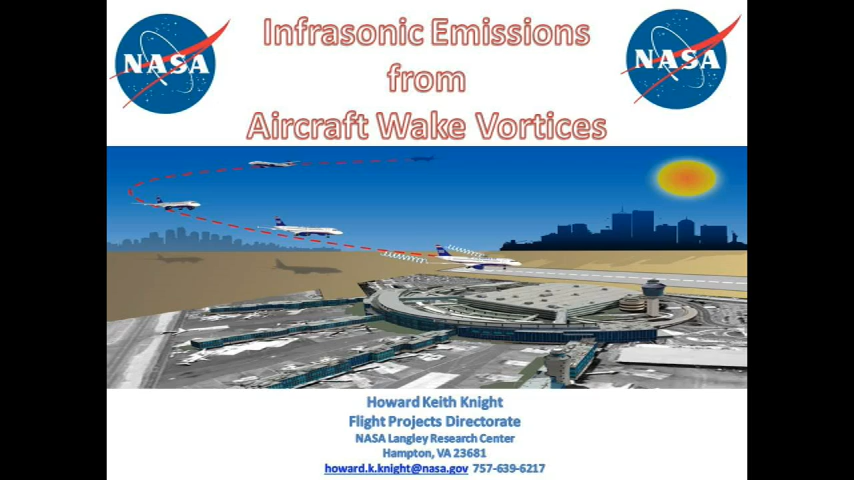 NASA
NASA
Infrasonic Emissions
from
Aircraft Wake Vortices
Howard Keith Knight
Flight Projects Directorate
NASA Langley Research Center
Hampton, VA 23681
howard.k.knight@nasa.gov 757-639-6217